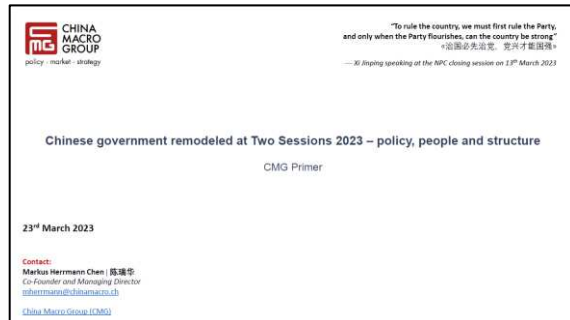 CHINA
MACRO
GROUP
CMG
policy - market - strategy
"To rule the country, we must first rule the Party,
and only when the Party flourishes, can the country be strong"
«治国必先治党，党兴才能国强»
— Xi Jinping speaking at the NPC closing session on 13th March 2023
Chinese government remodeled at Two Sessions 2023 – policy, people and structure
CMG Primer
23rd March 2023
Contact:
Markus Herrmann Chen | 陈瑞华
Co-Founder and Managing Director
mherrmann@chinamacro.ch
China Macro Group (CMG)